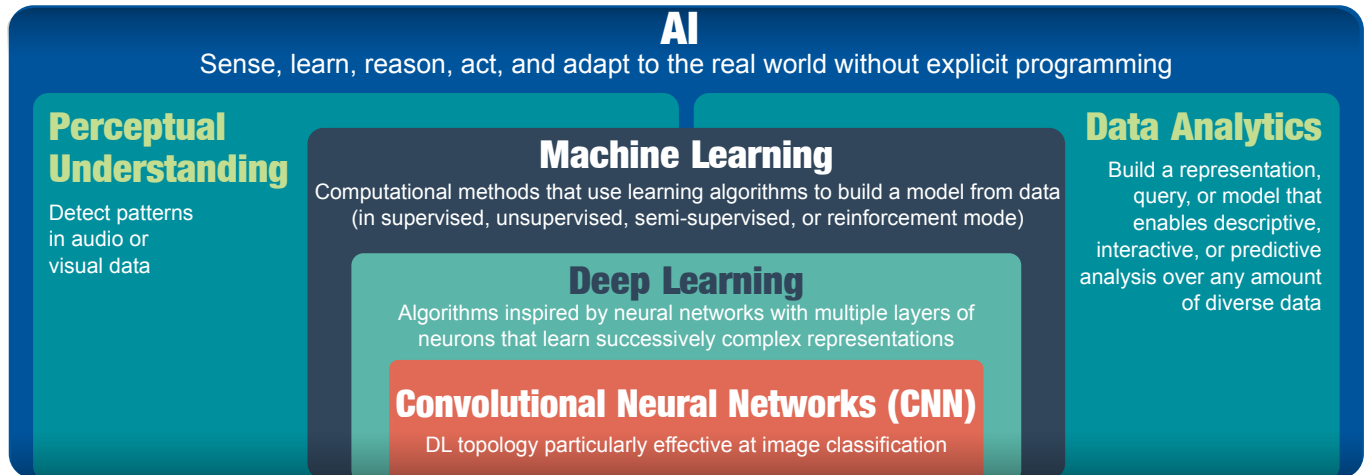 AI
Sense, learn, reason, act, and adapt to the real world without explicit programming
Perceptual
Understanding
Detect patterns
in audio or
visual data
Machine Learning
Computational methods that use learning algorithms to build a model from data
(in supervised, unsupervised, semi-supervised, or reinforcement mode)
Deep Learning
Algorithms inspired by neural networks with multiple layers of
neurons that learn successively complex representations
Convolutional Neural Networks (CNN)
DL topology particularly effective at image classification
Data Analytics
Build a representation,
query, or model that
enables descriptive,
interactive, or predictive
analysis over any amount
of diverse data